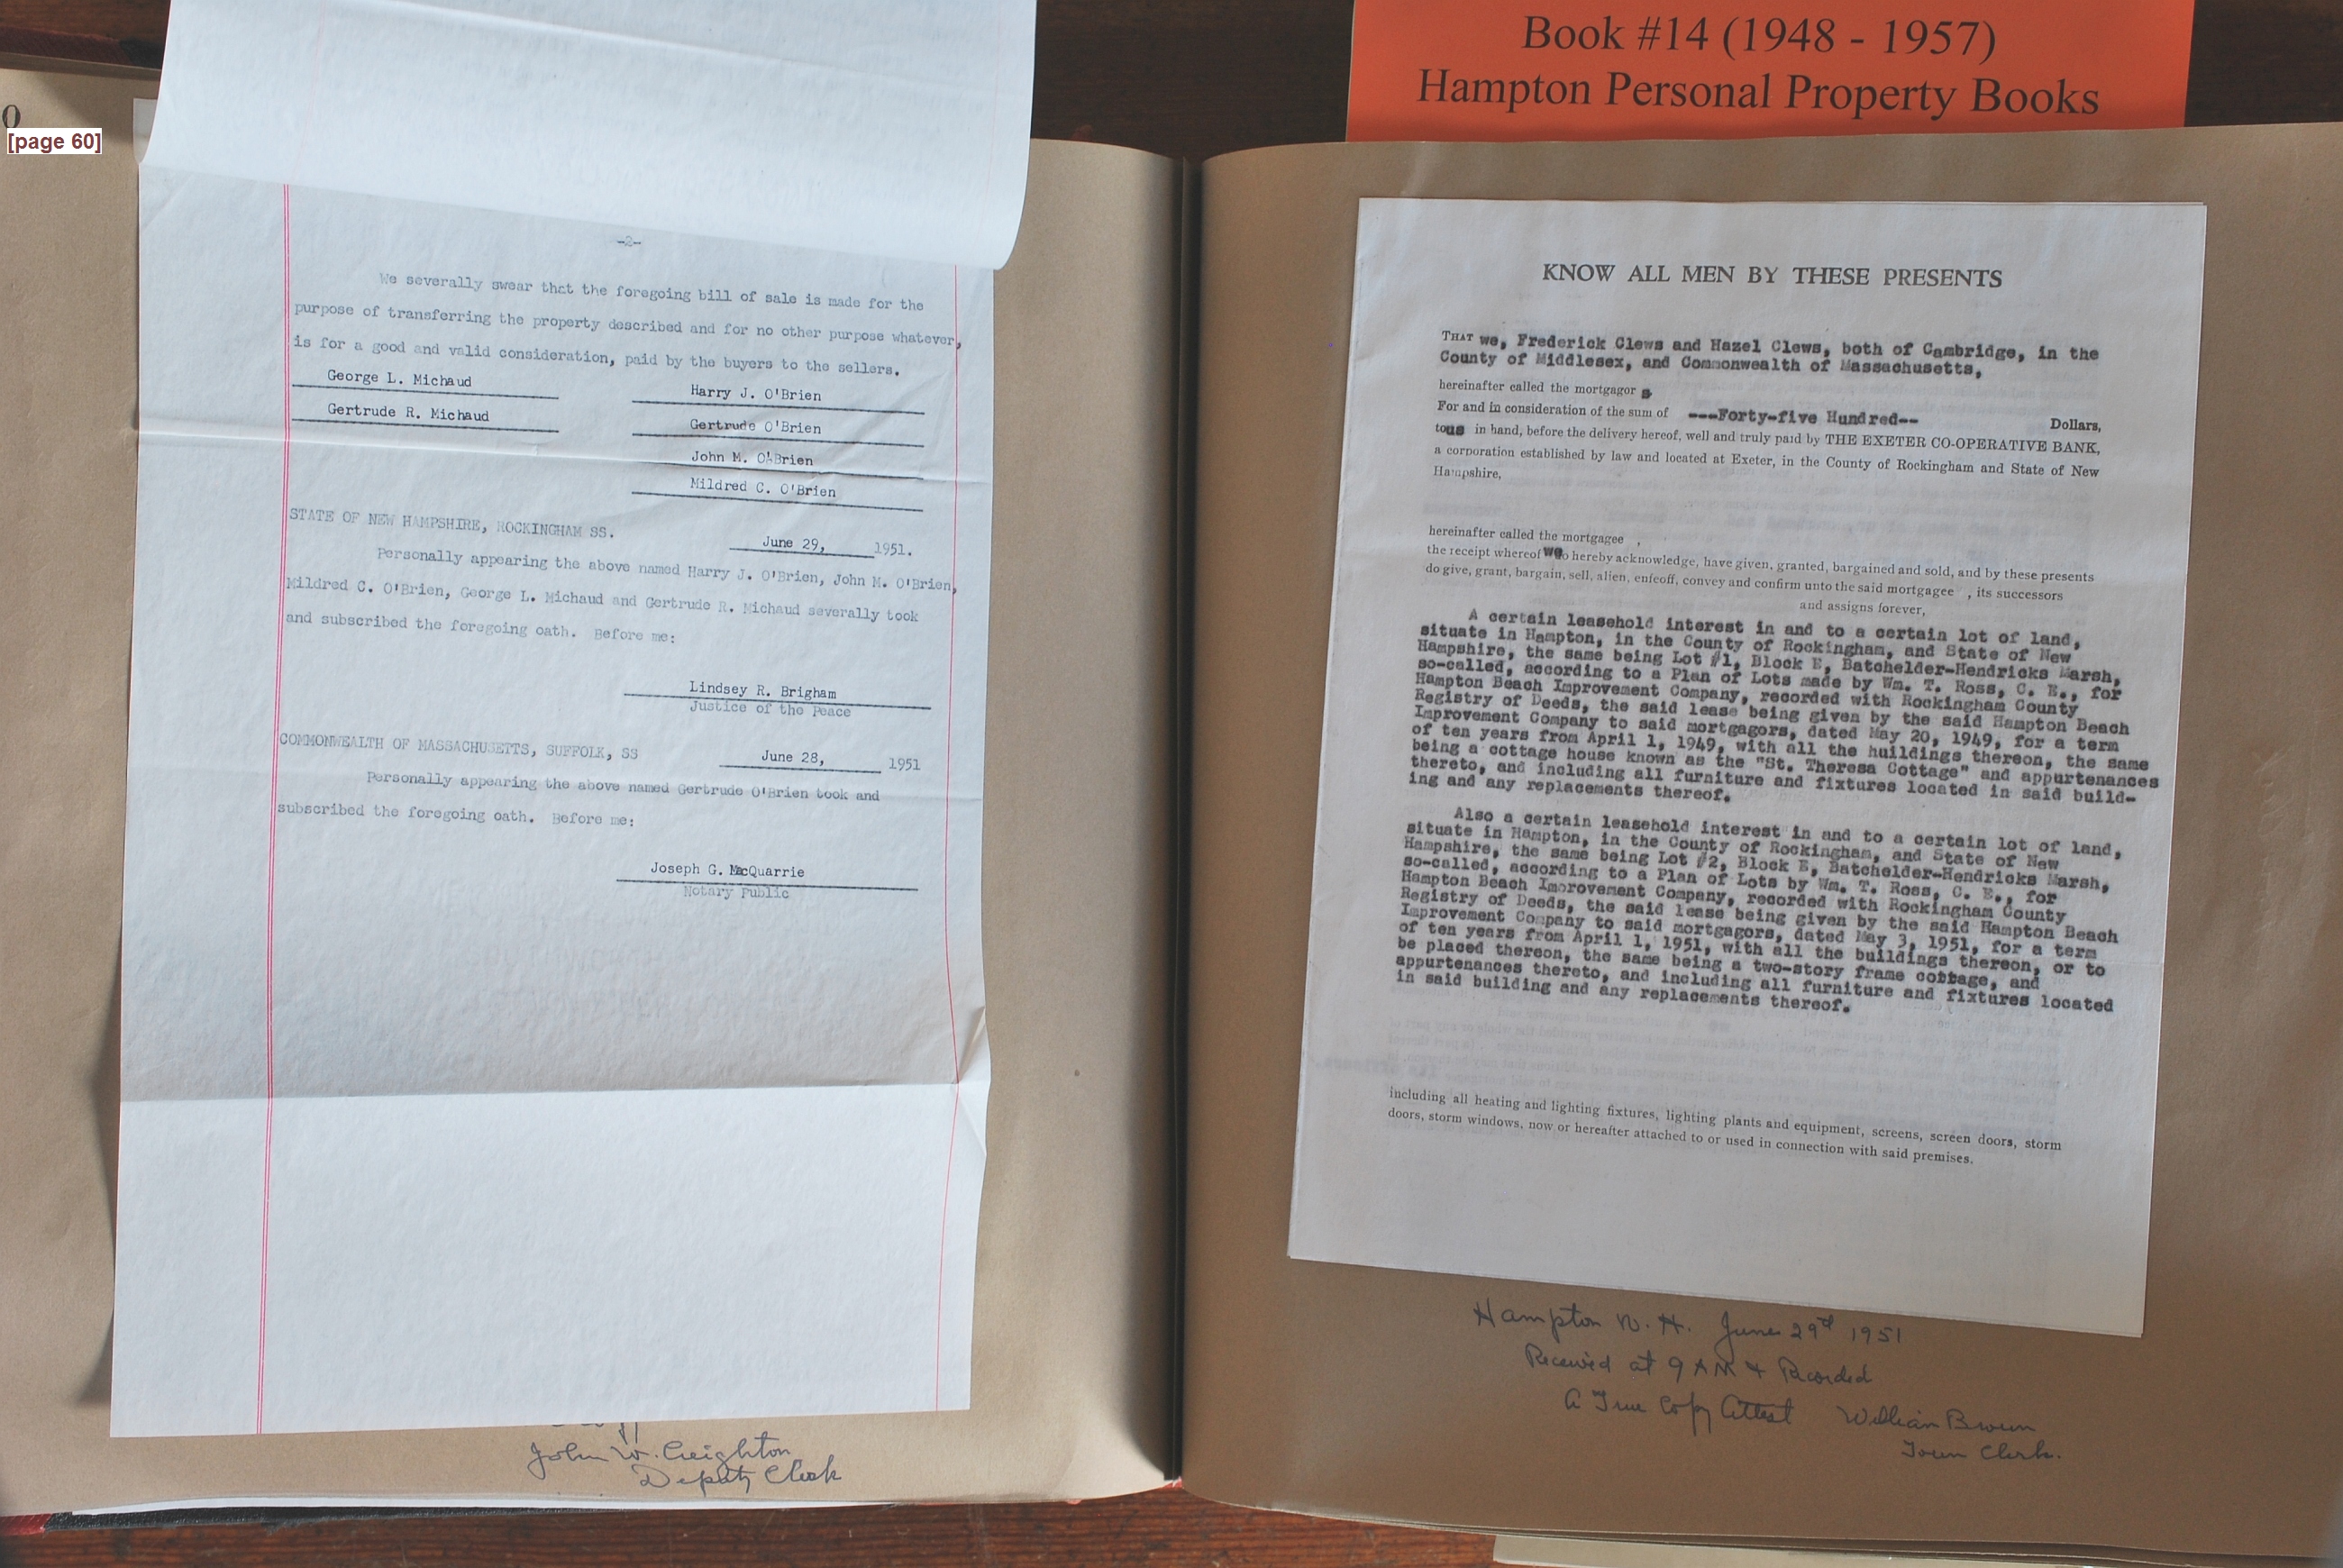 Book #14 (1948 - 1957)
Hampton Personal Property Books
0
[page 60]
-2-
We severally swear that the foregoing bill of sale is made for the
purpose of transferring the property described and for no other purpose whatever,
is for a good and valid consideration, paid by the buyers to the sellers.
George L. Michaud
Gertrude R. Michaud
Harry J. O'Brien
Gertrude O'Brien
John M. O'Brien
Mildred C. O'Brien
STATE OF NEW HAMPSHIRE, ROCKINGHAM SS.
June 29, 1951.
Personally appearing the above named Harry J. O'Brien, John M. O'Brien,
Mildred C. O'Brien, George L. Michaud and Gertrude R. Michaud severally took
and subscribed the foregoing oath. Before me:
Lindsey R. Brigham
Justice of the Peace
COMMONWEALTH OF MASSACHUSETTS, SUFFOLK, SS
June 28, 1951
Personally appearing the above named Gertrude O'Brien took and
subscribed the foregoing oath. Before me:
Joseph G. MacQuarrie
Notary Public
John W. Creighton
Deputy Clerk
KNOW ALL MEN BY THESE PRESENTS
THAT we, Frederick Clews and Hazel Clews, both of Cambridge, in the
County of Middlesex, and Commonwealth of Massachusetts,
hereinafter called the mortgagor s
For and in consideration of the sum of ---Forty-five Hundred-- Dollars,
to us in hand, before the delivery hereof, well and truly paid by THE EXETER CO-OPERATIVE BANK,
a corporation established by law and located at Exeter, in the County of Rockingham and State of New
Hampshire,
hereinafter called the mortgagee ,
the receipt whereof we do hereby acknowledge, have given, granted, bargained and sold, and by these presents
do give, grant, bargain, sell, alien, enfeoff, convey and confirm unto the said mortgagee , its successors
and assigns forever,
A certain leasehold interest in and to a certain lot of land,
situate in Hampton, in the County of Rockingham, and State of New
Hampshire, the same being Lot #1, Block E, Batchelder-Hendricks Marsh,
so-called, according to a Plan of Lots made by Wm. T. Ross, C. E., for
Hampton Beach Improvement Company, recorded with Rockingham County
Registry of Deeds, the said lease being given by the said Hampton Beach
Improvement Company to said mortgagors, dated May 20, 1949, for a term
of ten years from April 1, 1949, with all the huildings thereon, the same
being a cottage house known as the "St. Theresa Cottage" and appurtenances
thereto, and including all furniture and fixtures located in said build-
ing and any replacements thereof.
Also a certain leasehold interest in and to a certain lot of land,
situate in Hampton, in the County of Rockingham, and State of New
Hampshire, the same being Lot #2, Block E, Batchelder-Hendricks Marsh,
so-called, according to a Plan of Lots by Wm. T. Ross, C. E., for
Hampton Beach Improvement Company, recorded with Rockingham County
Registry of Deeds, the said lease being given by the said Hampton Beach
Improvement Company to said mortgagors, dated May 3, 1951, for a term
of ten years from April 1, 1951, with all the buildings thereon, or to
be placed thereon, the same being a two-story frame cottage, and
appurtenances thereto, and including all furniture and fixtures located
in said building and any replacements thereof.
including all heating and lighting fixtures, lighting plants and equipment, screens, screen doors, storm
doors, storm windows, now or hereafter attached to or used in connection with said premises.
Hampton N. H. June 29th 1951
Received at 9 AM & Recorded
A True Copy Attest William Brown
Town Clerk.